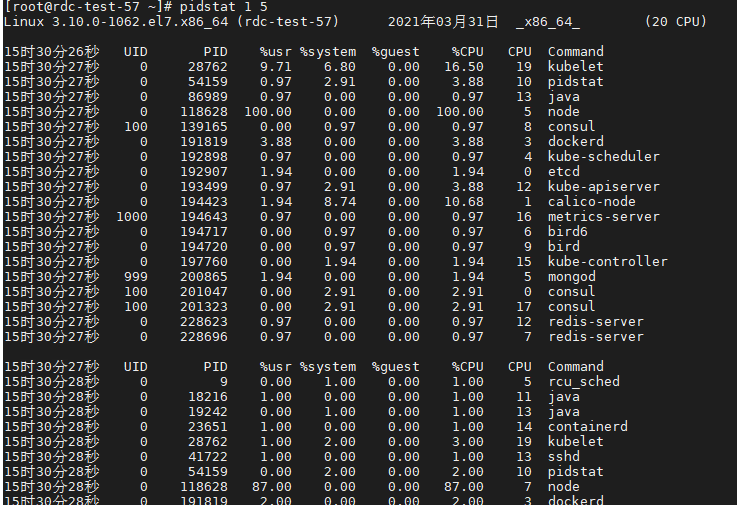 [root@rdc-test-57 ~]# pidstat 1 5
Linux 3.10.0-1062.el7.x86_64 (rdc-test-57) 2021年03月31日 _x86_64_ (20 CPU)
15时30分26秒 UID PID %usr %system %guest %CPU CPU Command
15时30分27秒 0 28762 9.71 6.80 0.00 16.50 19 kubelet
15时30分27秒 0 54159 0.97 2.91 0.00 3.88 10 pidstat
15时30分27秒 0 86989 0.97 0.00 0.00 0.97 13 java
15时30分27秒 0 118628 100.00 0.00 0.00 100.00 5 node
15时30分27秒 100 139165 0.00 0.97 0.00 0.97 8 consul
15时30分27秒 0 191819 3.88 0.00 0.00 3.88 3 dockerd
15时30分27秒 0 192898 0.97 0.00 0.00 0.97 4 kube-scheduler
15时30分27秒 0 192907 1.94 0.00 0.00 1.94 0 etcd
15时30分27秒 0 193499 0.97 2.91 0.00 3.88 12 kube-apiserver
15时30分27秒 0 194423 1.94 8.74 0.00 10.68 1 calico-node
15时30分27秒 1000 194643 0.97 0.00 0.00 0.97 16 metrics-server
15时30分27秒 0 194717 0.00 0.97 0.00 0.97 6 bird6
15时30分27秒 0 194720 0.00 0.97 0.00 0.97 9 bird
15时30分27秒 0 197760 0.00 1.94 0.00 1.94 15 kube-controller
15时30分27秒 999 200865 1.94 0.00 0.00 1.94 5 mongod
15时30分27秒 100 201047 0.00 2.91 0.00 2.91 0 consul
15时30分27秒 100 201323 0.00 2.91 0.00 2.91 17 consul
15时30分27秒 0 228623 0.97 0.00 0.00 0.97 12 redis-server
15时30分27秒 0 228696 0.97 0.00 0.00 0.97 7 redis-server
15时30分27秒 UID PID %usr %system %guest %CPU CPU Command
15时30分28秒 0 9 0.00 1.00 0.00 1.00 5 rcu_sched
15时30分28秒 0 18216 1.00 0.00 0.00 1.00 11 java
15时30分28秒 0 19242 1.00 0.00 0.00 1.00 13 java
15时30分28秒 0 23651 1.00 0.00 0.00 1.00 14 containerd
15时30分28秒 0 28762 1.00 2.00 0.00 3.00 19 kubelet
15时30分28秒 0 41722 1.00 0.00 0.00 1.00 13 sshd
15时30分28秒 0 54159 0.00 2.00 0.00 2.00 10 pidstat
15时30分28秒 0 118628 87.00 0.00 0.00 87.00 7 node
15时30分28秒 0 191819 2.00 0.00 0.00 2.00 3 dockerd